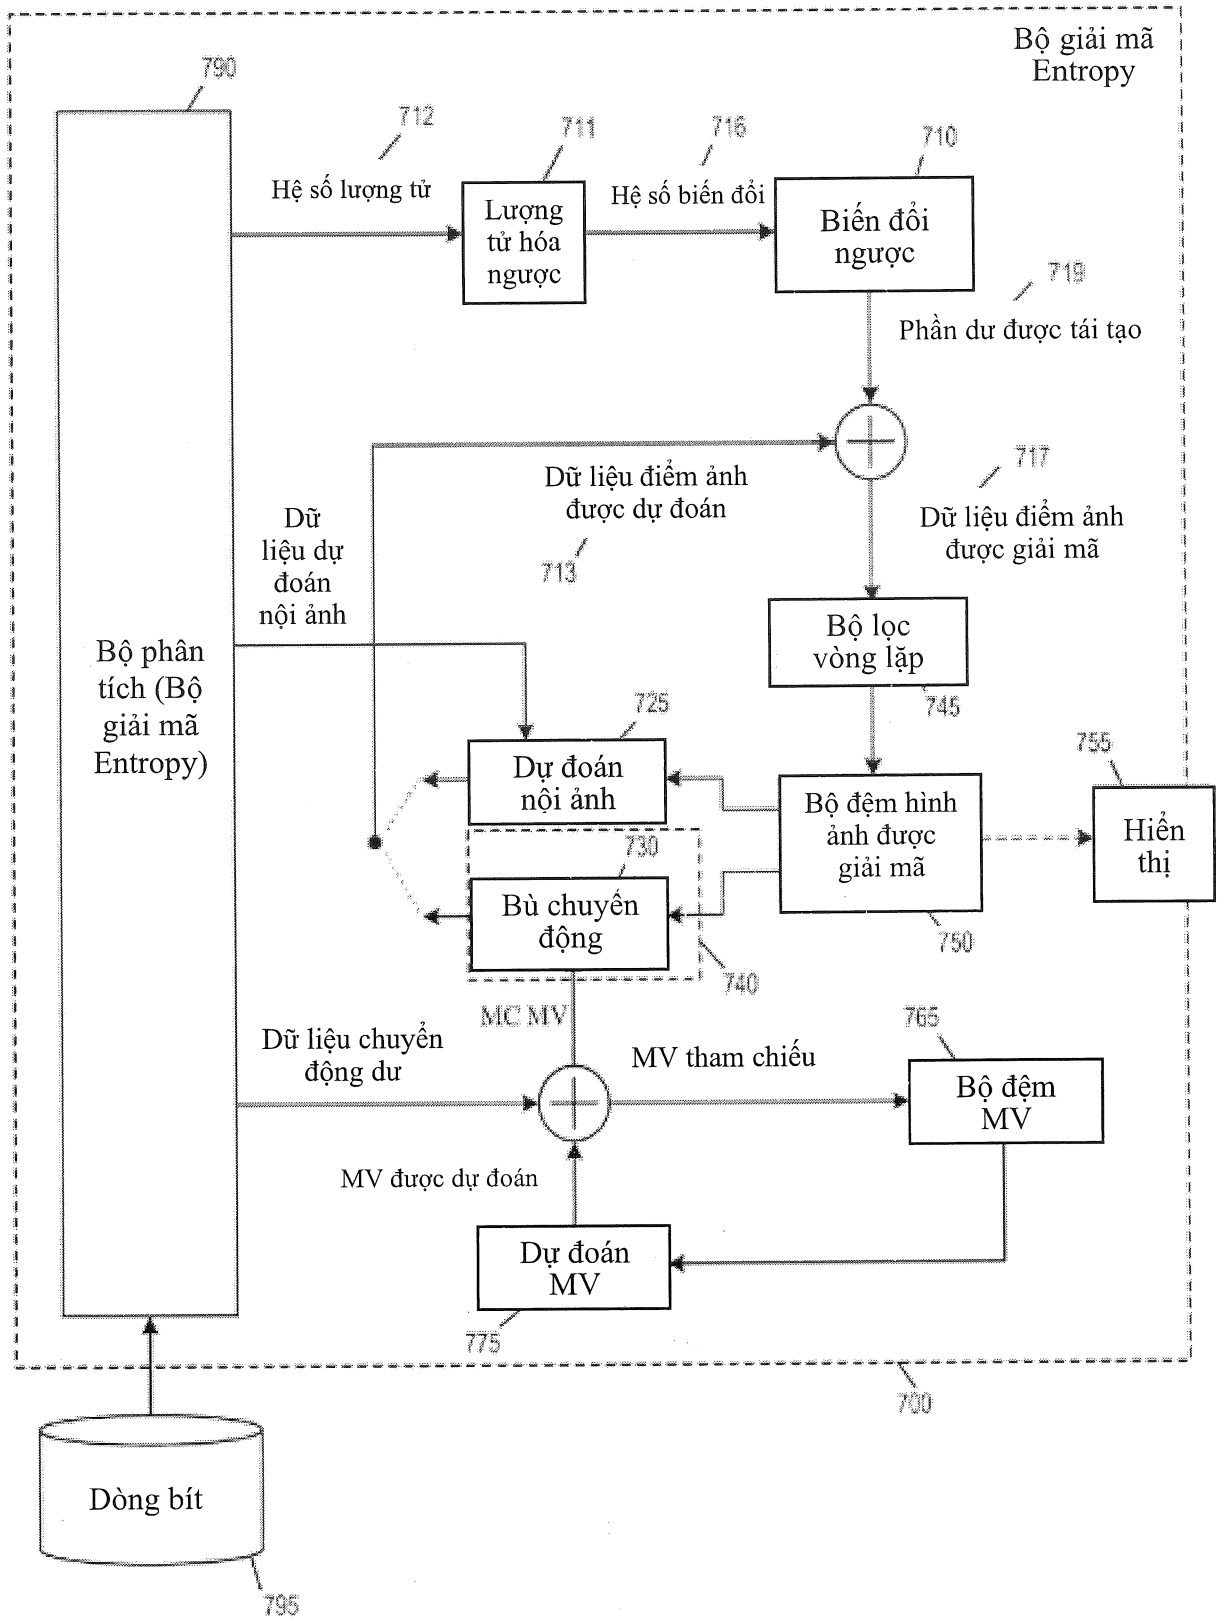 Bộ giải mã
Entropy
790
712
711
716
710
Hệ số lượng tử
Lượng
tử hóa
ngược
Hệ số biến đổi
Biến đổi
ngược
719
Phần dư được tái tạo
Dữ liệu điểm ảnh
được dự đoán
713
717
Dữ liệu điểm ảnh
được giải mã
Dữ
liệu dự
đoán
nội ảnh
Bộ phân
tích (Bộ
giải mã
Entropy)
Bộ lọc
vòng lặp
745
725
Dự đoán
nội ảnh
755
Bộ đệm hình
ảnh được
giải mã
750
Hiển
thị
730
Bù chuyển
động
740
MC MV
765
Dữ liệu chuyển
động dư
MV tham chiếu
Bộ đệm
MV
MV được dự đoán
Dự đoán
MV
775
700
Dòng bít
795